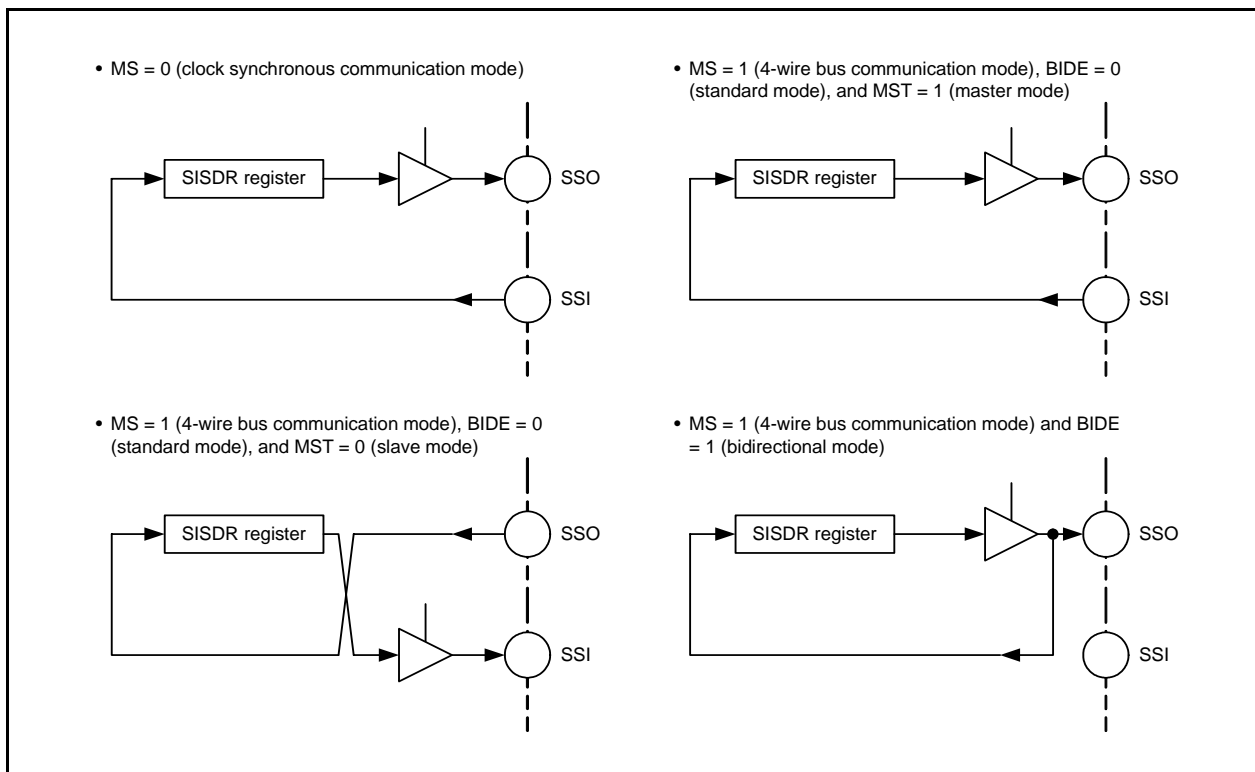 • MS = 0 (clock synchronous communication mode)
SISDR register
SSO
SSI
• MS = 1 (4-wire bus communication mode), BIDE = 0
(standard mode), and MST = 1 (master mode)
SISDR register
SSO
SSI
• MS = 1 (4-wire bus communication mode), BIDE = 0
(standard mode), and MST = 0 (slave mode)
SISDR register
SSO
SSI
• MS = 1 (4-wire bus communication mode) and BIDE
= 1 (bidirectional mode)
SISDR register
SSO
SSI